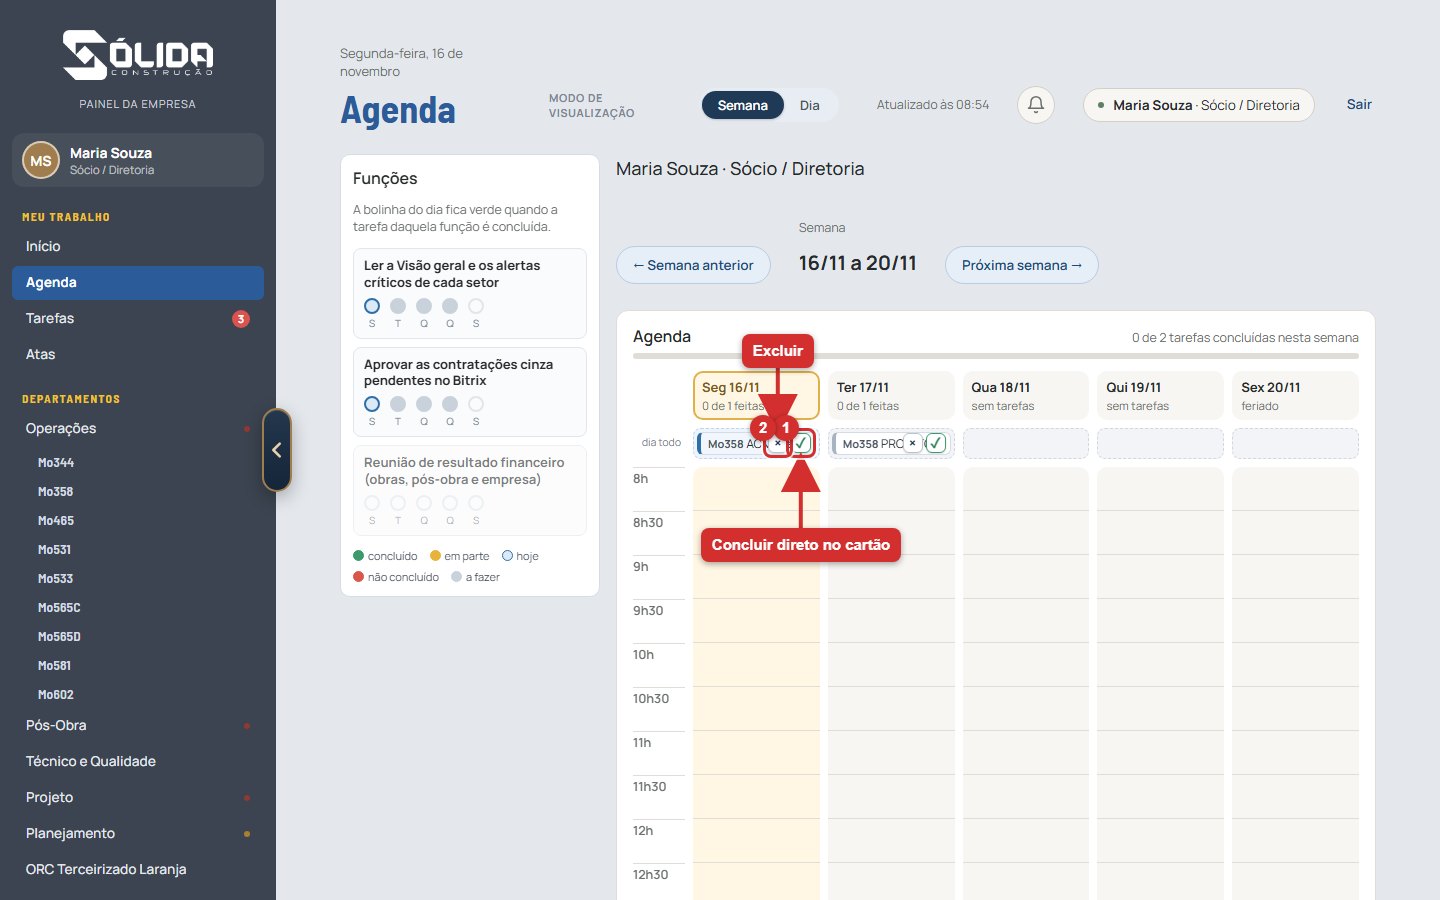 SÓLIDA
CONSTRUÇÃO
PAINEL DA EMPRESA
MS
Maria Souza
Sócio / Diretoria
MEU TRABALHO
Início
Agenda
Tarefas
3
Atas
DEPARTAMENTOS
Operações
Mo344
Mo358
Mo465
Mo531
Mo533
Mo565C
Mo565D
Mo581
Mo602
Pós-Obra
Técnico e Qualidade
Projeto
Planejamento
ORC Terceirizado Laranja
Segunda-feira, 16 de
novembro
Agenda
MODO DE
VISUALIZAÇÃO
Semana
Dia
Atualizado às 08:54
Maria Souza · Sócio / Diretoria
Sair
Funções
A bolinha do dia fica verde quando a
tarefa daquela função é concluída.
Ler a Visão geral e os alertas
críticos de cada setor
S T Q Q S
Aprovar as contratações cinza
pendentes no Bitrix
S T Q Q S
Reunião de resultado financeiro
(obras, pós-obra e empresa)
S T Q Q S
concluído em parte hoje
não concluído a fazer
Maria Souza · Sócio / Diretoria
Semana
← Semana anterior
16/11 a 20/11
Próxima semana →
Agenda
0 de 2 tarefas concluídas nesta semana
Excluir
Seg 16/11
0 de 1 feitas
Ter 17/11
0 de 1 feitas
Qua 18/11
sem tarefas
Qui 19/11
sem tarefas
Sex 20/11
feriado
2 1
dia todo
Mo358
×
✓
Mo358 PRO
×
✓
Concluir direto no cartão
8h
8h30
9h
9h30
10h
10h30
11h
11h30
12h
12h30